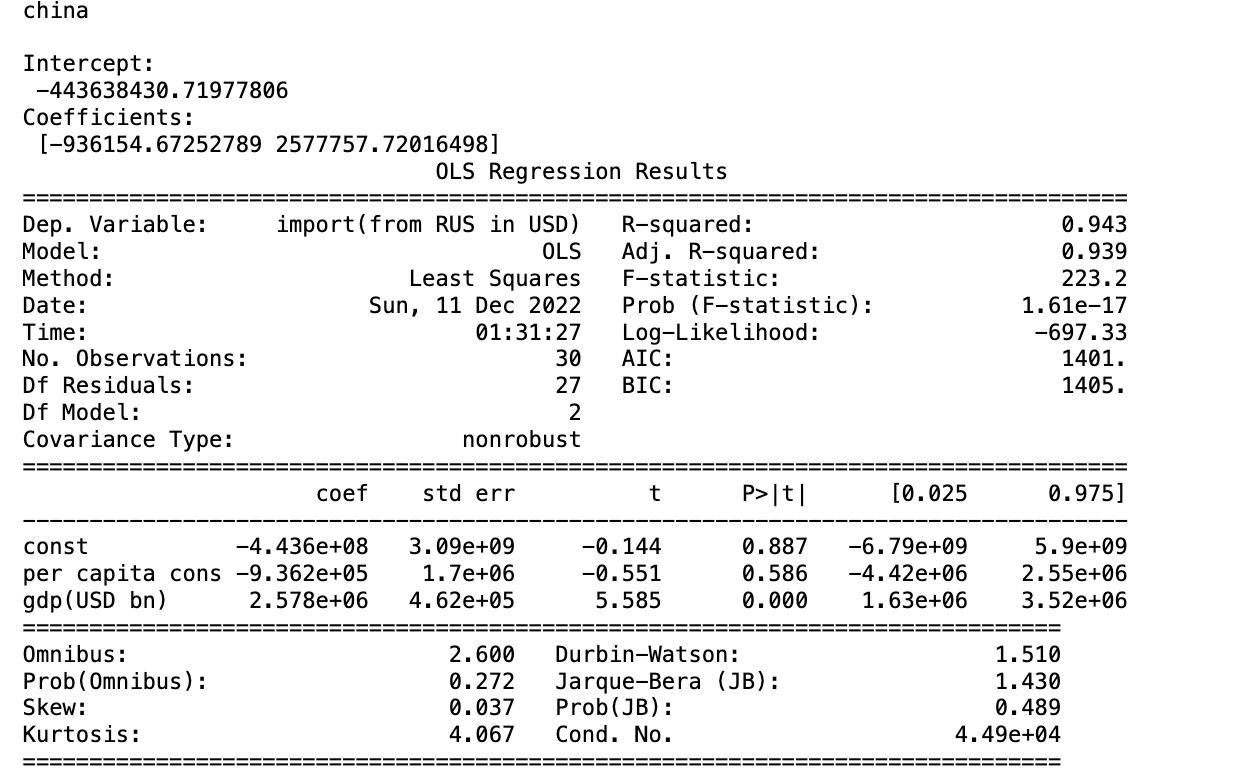 china
Intercept:
 -443638430.71977806
Coefficients:
 [-936154.67252789 2577757.72016498]
                            OLS Regression Results
==============================================================================
Dep. Variable:     import(from RUS in USD)   R-squared:                       0.943
Model:                                 OLS   Adj. R-squared:                  0.939
Method:                      Least Squares   F-statistic:                     223.2
Date:                     Sun, 11 Dec 2022   Prob (F-statistic):           1.61e-17
Time:                             01:31:27   Log-Likelihood:                -697.33
No. Observations:                       30   AIC:                             1401.
Df Residuals:                           27   BIC:                             1405.
Df Model:                                2
Covariance Type:                 nonrobust
==============================================================================
                      coef    std err          t      P>|t|      [0.025      0.975]
------------------------------------------------------------------------------
const           -4.436e+08   3.09e+09     -0.144      0.887   -6.79e+09     5.9e+09
per capita cons -9.362e+05    1.7e+06     -0.551      0.586   -4.42e+06    2.55e+06
gdp(USD bn)      2.578e+06   4.62e+05      5.585      0.000    1.63e+06    3.52e+06
==============================================================================
Omnibus:                        2.600   Durbin-Watson:                   1.510
Prob(Omnibus):                  0.272   Jarque-Bera (JB):                1.430
Skew:                           0.037   Prob(JB):                        0.489
Kurtosis:                       4.067   Cond. No.                     4.49e+04
==============================================================================